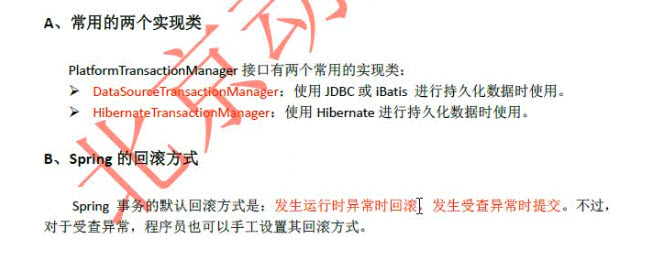 A、常用的两个实现类
PlatformTransactionManager 接口有两个常用的实现类：
➢ DataSourceTransactionManager：使用 JDBC 或 iBatis 进行持久化数据时使用。
➢ HibernateTransactionManager：使用 Hibernate 进行持久化数据时使用。
B、Spring 的回滚方式
Spring 事务的默认回滚方式是：发生运行时异常时回滚，发生受查异常时提交。不过，
对于受查异常，程序员也可以手工设置其回滚方式。
北京动